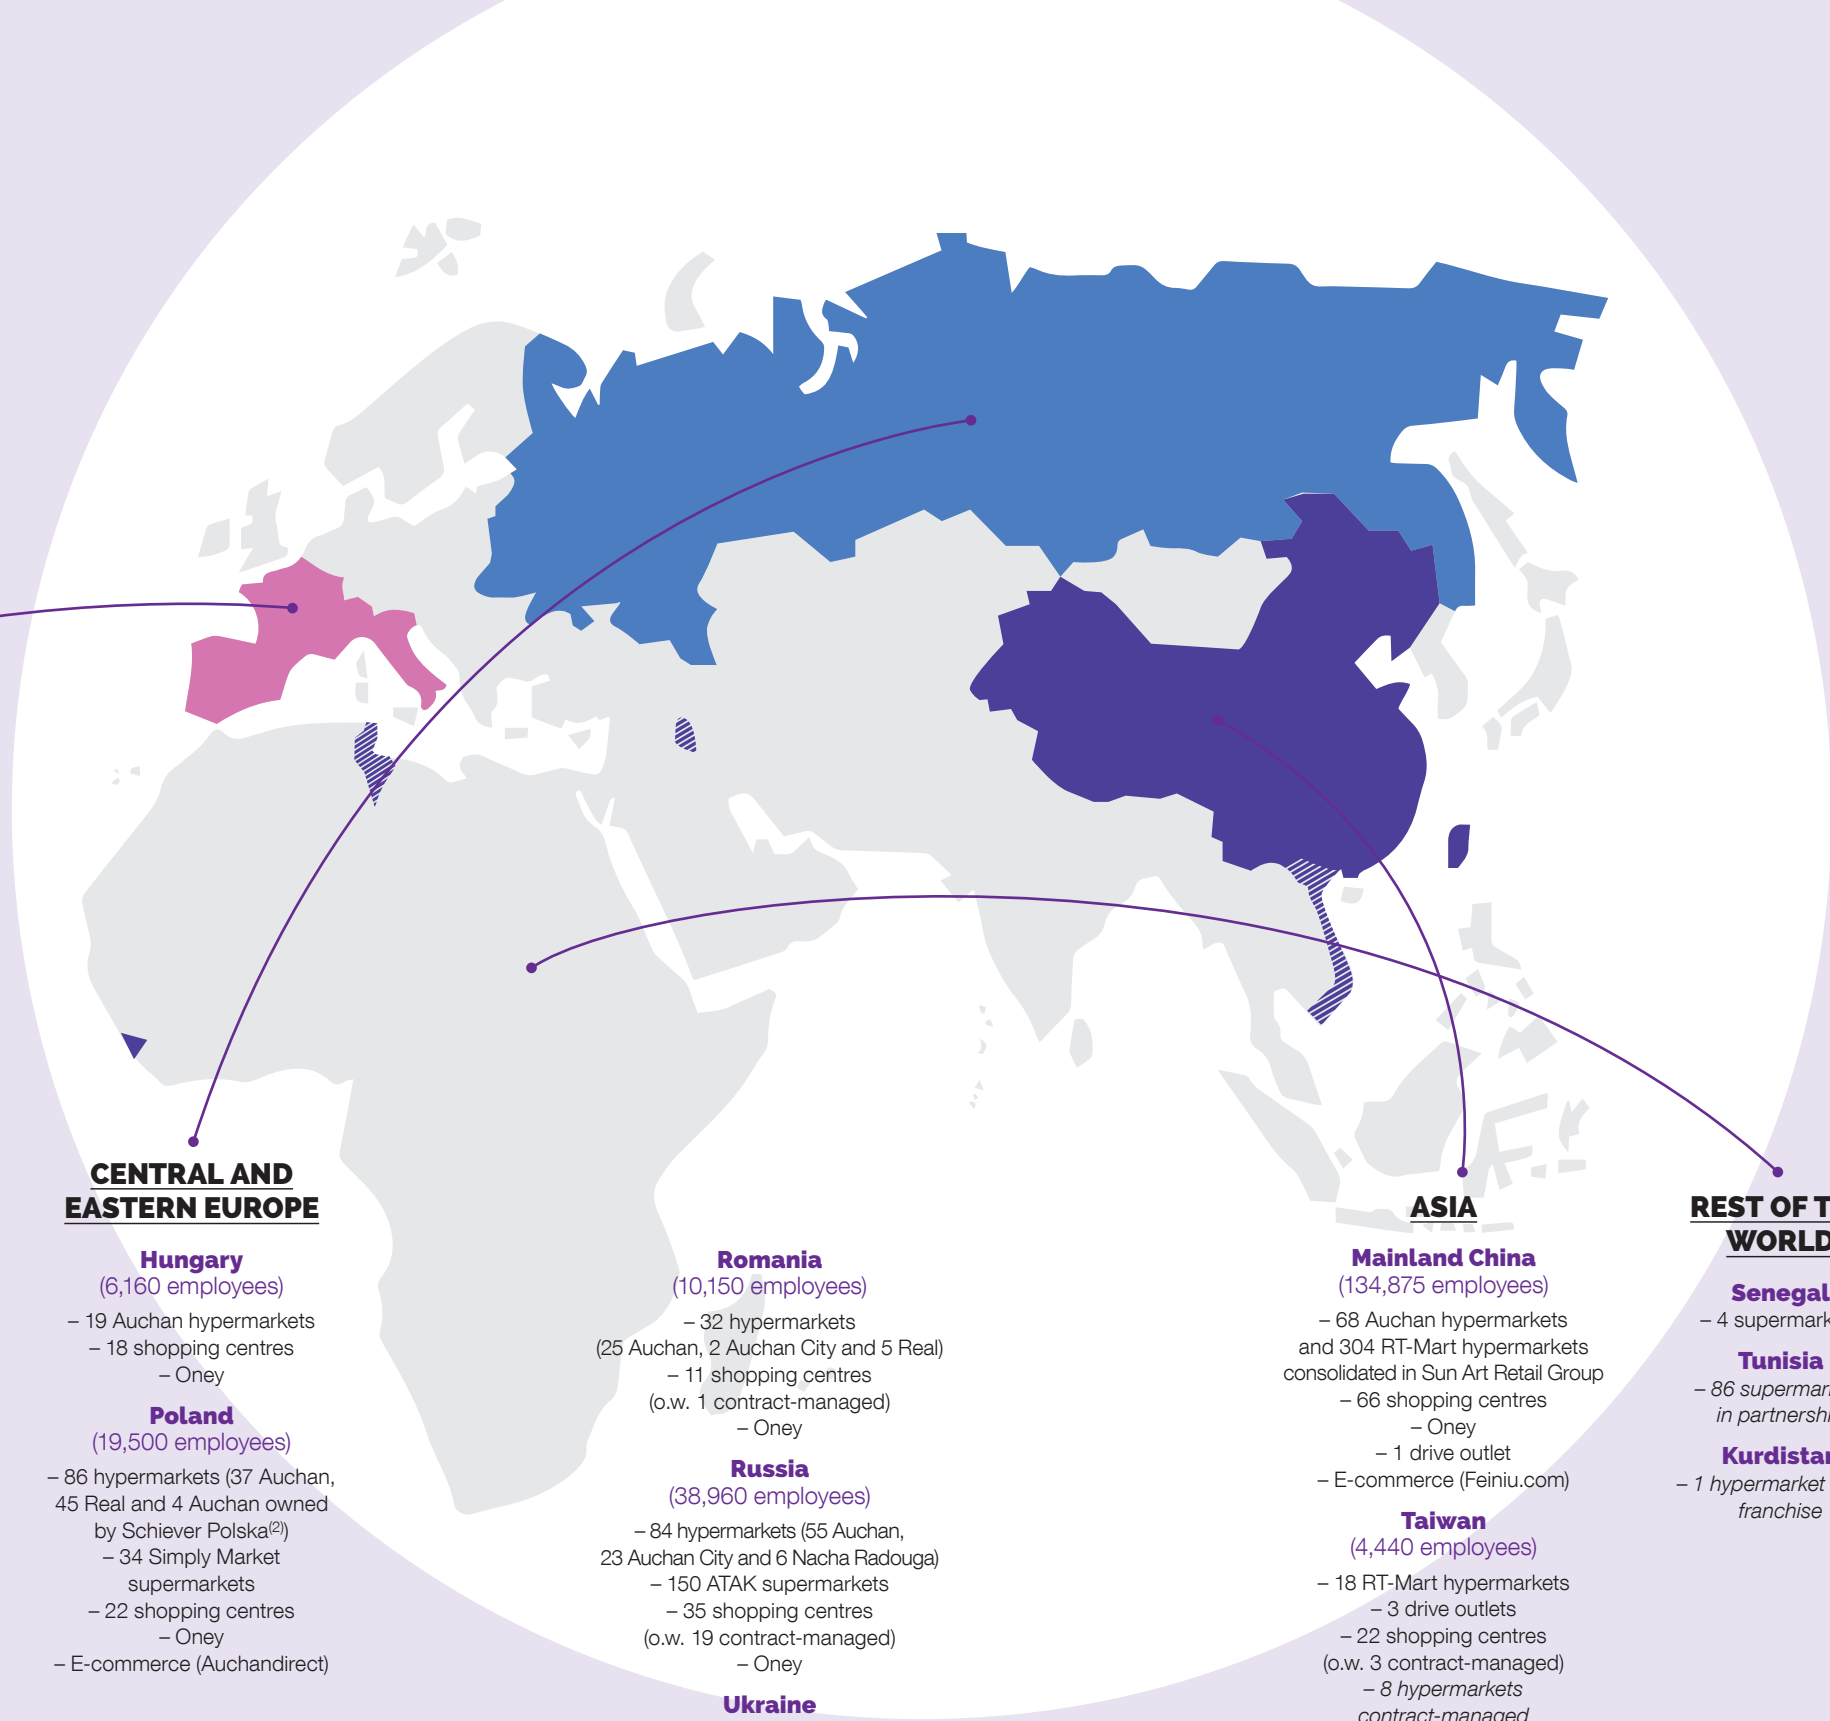 CENTRAL AND
EASTERN EUROPE
Hungary
(6,160 employees)
– 19 Auchan hypermarkets
– 18 shopping centres
– Oney
Poland
(19,500 employees)
– 86 hypermarkets (37 Auchan,
45 Real and 4 Auchan owned
by Schiever Polska(2))
– 34 Simply Market
supermarkets
– 22 shopping centres
– Oney
– E-commerce (Auchandirect)
Romania
(10,150 employees)
– 32 hypermarkets
(25 Auchan, 2 Auchan City and 5 Real)
– 11 shopping centres
(o.w. 1 contract-managed)
– Oney
Russia
(38,960 employees)
– 84 hypermarkets (55 Auchan,
23 Auchan City and 6 Nacha Radouga)
– 150 ATAK supermarkets
– 35 shopping centres
(o.w. 19 contract-managed)
– Oney
Ukraine
ASIA
Mainland China
(134,875 employees)
– 68 Auchan hypermarkets
and 304 RT-Mart hypermarkets
consolidated in Sun Art Retail Group
– 66 shopping centres
– Oney
– 1 drive outlet
– E-commerce (Feiniu.com)
Taiwan
(4,440 employees)
– 18 RT-Mart hypermarkets
– 3 drive outlets
– 22 shopping centres
(o.w. 3 contract-managed)
– 8 hypermarkets
contract-managed
REST OF
WORLD
Senegal
– 4
Tunisia
– 86
in
Kurdistan
– 1 hypermarket
franchise